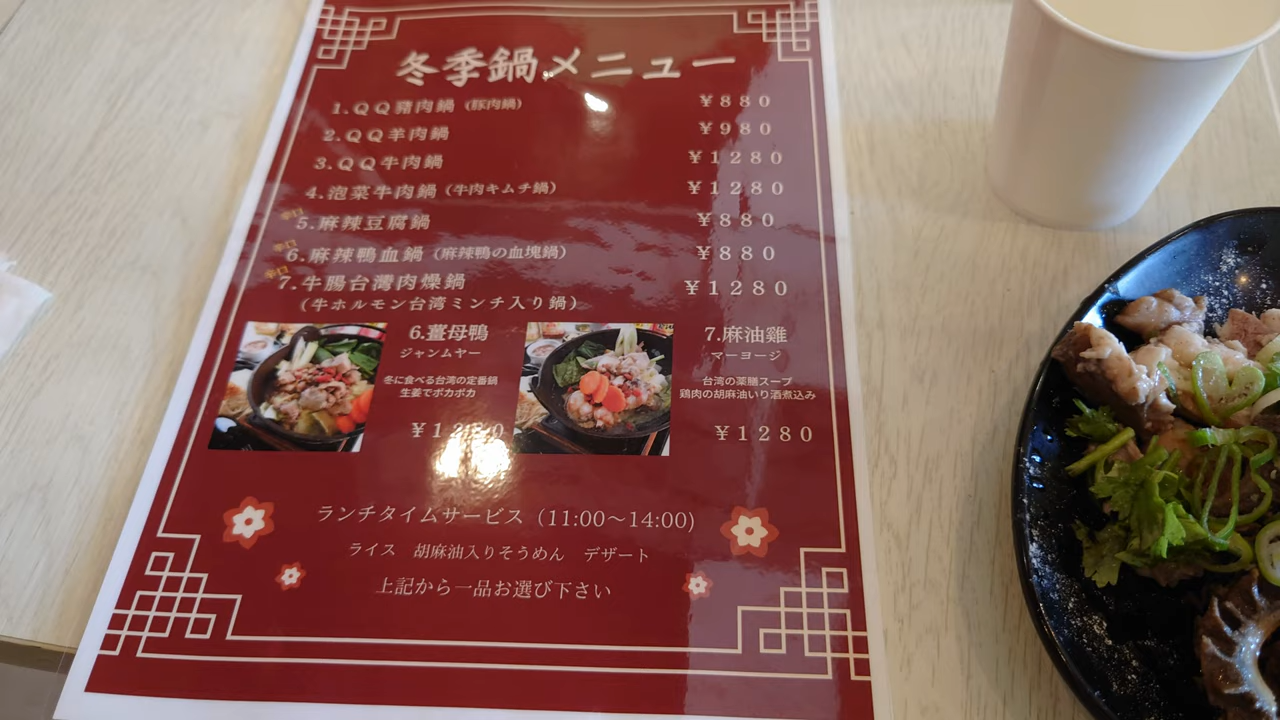 冬季鍋メニュー
1.ＱＱ豬肉鍋（豚肉鍋） ￥８８０
2.ＱＱ羊肉鍋 ￥９８０
3.ＱＱ牛肉鍋 ￥１２８０
4.泡菜牛肉鍋（牛肉キムチ鍋） ￥１２８０
辛口 5.麻辣豆腐鍋 ￥８８０
辛口 6.麻辣鴨血鍋（麻辣鴨の血塊鍋） ￥８８０
辛口 7.牛腸台灣肉燥鍋 ￥１２８０
（牛ホルモン台湾ミンチ入り鍋）
6.薑母鴨
ジャンムヤー
冬に食べる台湾の定番鍋
生姜でポカポカ
￥１２８０
7.麻油雞
マーヨージ
台湾の薬膳スープ
鶏肉の胡麻油いり酒煮込み
￥１２８０
ランチタイムサービス（11:00～14:00)
ライス 胡麻油入りそうめん デザート
上記から一品お選び下さい